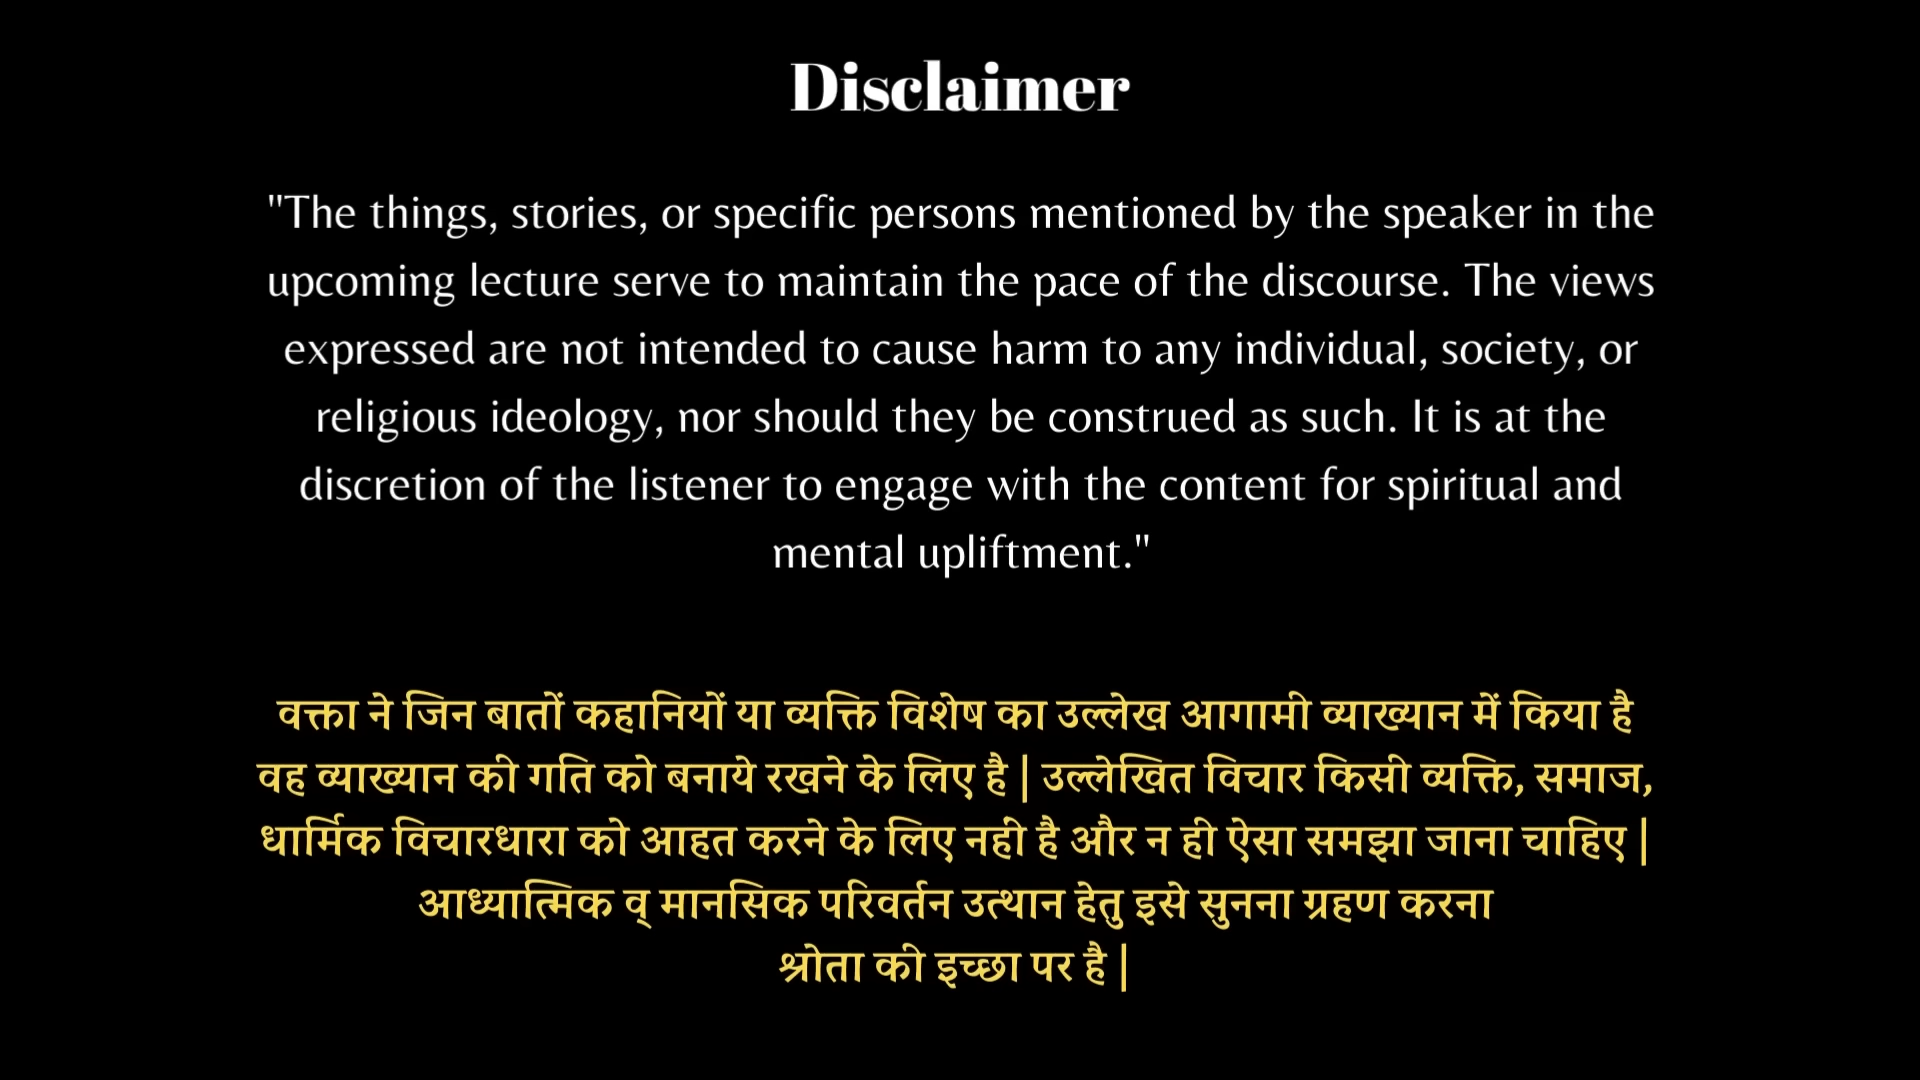 Disclaimer
"The things, stories, or specific persons mentioned by the speaker in the
upcoming lecture serve to maintain the pace of the discourse. The views
expressed are not intended to cause harm to any individual, society, or
religious ideology, nor should they be construed as such. It is at the
discretion of the listener to engage with the content for spiritual and
mental upliftment."
वक्ता ने जिन बातों कहानियों या व्यक्ति विशेष का उल्लेख आगामी व्याख्यान में किया है
वह व्याख्यान की गति को बनाये रखने के लिए है | उल्लेखित विचार किसी व्यक्ति, समाज,
धार्मिक विचारधारा को आहत करने के लिए नहीं है और न ही ऐसा समझा जाना चाहिए |
आध्यात्मिक व् मानसिक परिवर्तन उत्थान हेतु इसे सुनना ग्रहण करना
श्रोता की इच्छा पर है |